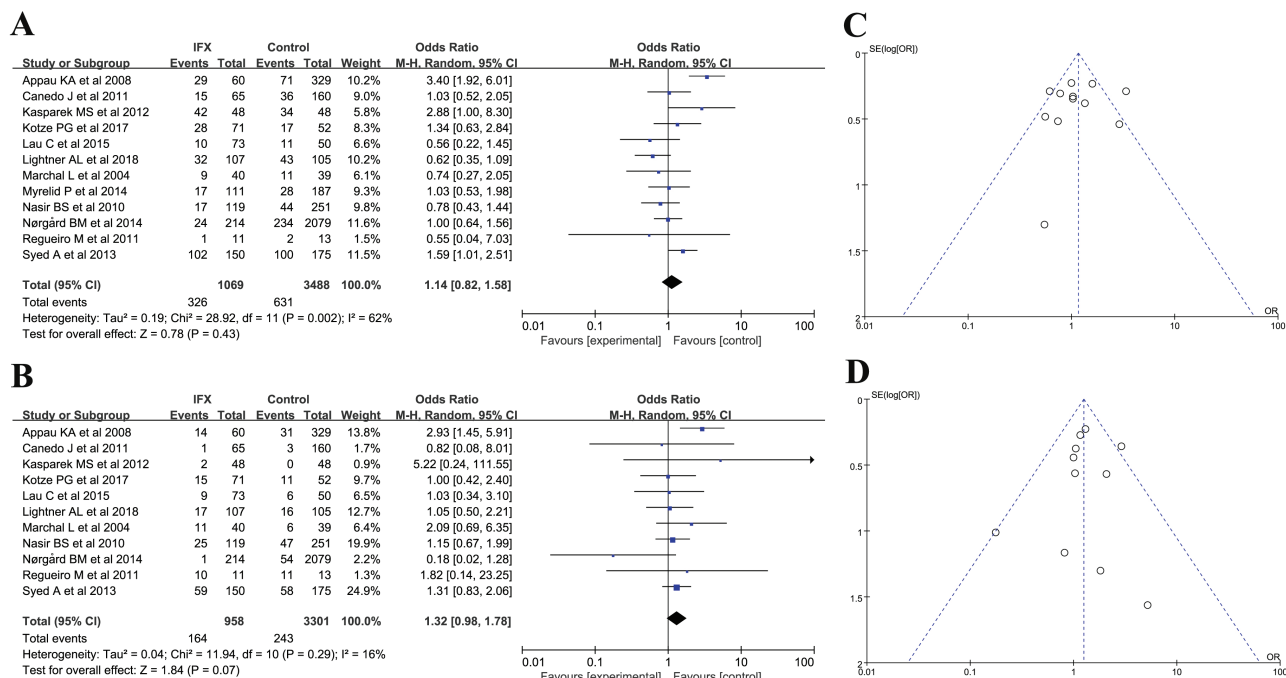 A
IFX Control Odds Ratio Odds Ratio
Study or Subgroup Events Total Events Total Weight M-H. Random. 95% CI M-H. Random. 95% CI
Appau KA et al 2008 29 60 71 329 10.2% 3.40 [1.92, 6.01]
Canedo J et al 2011 15 65 36 160 9.0% 1.03 [0.52, 2.05]
Kasparek MS et al 2012 42 48 34 48 5.8% 2.88 [1.00, 8.30]
Kotze PG et al 2017 28 71 17 52 8.2% 1.34 [0.63, 2.84]
Lau C et al 2015 10 73 11 50 6.6% 0.56 [0.22, 1.45]
Lightner AL et al 2018 32 107 43 105 10.2% 0.62 [0.35, 1.09]
Marchal L et al 2004 9 40 11 39 6.1% 0.74 [0.27, 2.05]
Myrelid P et al 2014 17 111 28 187 9.3% 1.03 [0.53, 1.98]
Nasir BS et al 2010 17 119 44 251 9.8% 0.78 [0.43, 1.44]
Nørgård BM et al 2014 24 214 234 2079 11.6% 1.00 [0.64, 1.56]
Regueiro M et al 2011 1 11 2 13 1.5% 0.55 [0.04, 7.03]
Syed A et al 2013 102 150 100 175 11.5% 1.59 [1.01, 2.51]
Total (95% CI) 1069 3488 100.0% 1.14 [0.82, 1.58]
Total events 326 631
Heterogeneity: Tau² = 0.19; Chi² = 28.92, df = 11 (P = 0.002); I² = 62%
Test for overall effect: Z = 0.78 (P = 0.43)
0.01 0.1 1 10 100
Favours [experimental] Favours [control]
C
SE(log[OR])
0
0.5
1
1.5
2
OR
0.01 0.1 1 10 100
B
IFX Control Odds Ratio Odds Ratio
Study or Subgroup Events Total Events Total Weight M-H. Random. 95% CI M-H. Random. 95% CI
Appau KA et al 2008 14 60 31 329 13.8% 2.93 [1.45, 5.91]
Canedo J et al 2011 1 65 3 160 1.7% 0.82 [0.08, 8.01]
Kasparek MS et al 2012 2 48 0 48 0.9% 5.22 [0.24, 111.55]
Kotze PG et al 2017 15 71 11 52 9.7% 1.00 [0.42, 2.40]
Lau C et al 2015 9 73 6 50 6.5% 1.03 [0.34, 3.10]
Lightner AL et al 2018 17 107 16 105 12.7% 1.05 [0.50, 2.21]
Marchal L et al 2004 11 40 6 39 6.4% 2.09 [0.69, 6.35]
Nasir BS et al 2010 25 119 47 251 19.9% 1.15 [0.67, 1.99]
Nørgård BM et al 2014 1 214 54 2079 2.2% 0.18 [0.02, 1.28]
Regueiro M et al 2011 10 11 11 13 1.3% 1.82 [0.14, 23.25]
Syed A et al 2013 59 150 58 175 24.9% 1.31 [0.83, 2.06]
Total (95% CI) 958 3301 100.0% 1.32 [0.98, 1.78]
Total events 164 243
Heterogeneity: Tau² = 0.04; Chi² = 11.94, df = 10 (P = 0.29); I² = 16%
Test for overall effect: Z = 1.84 (P = 0.07)
0.01 0.1 1 10 100
Favours [experimental] Favours [control]
D
SE(log[OR])
0
0.5
1
1.5
2
OR
0.01 0.1 1 10 100